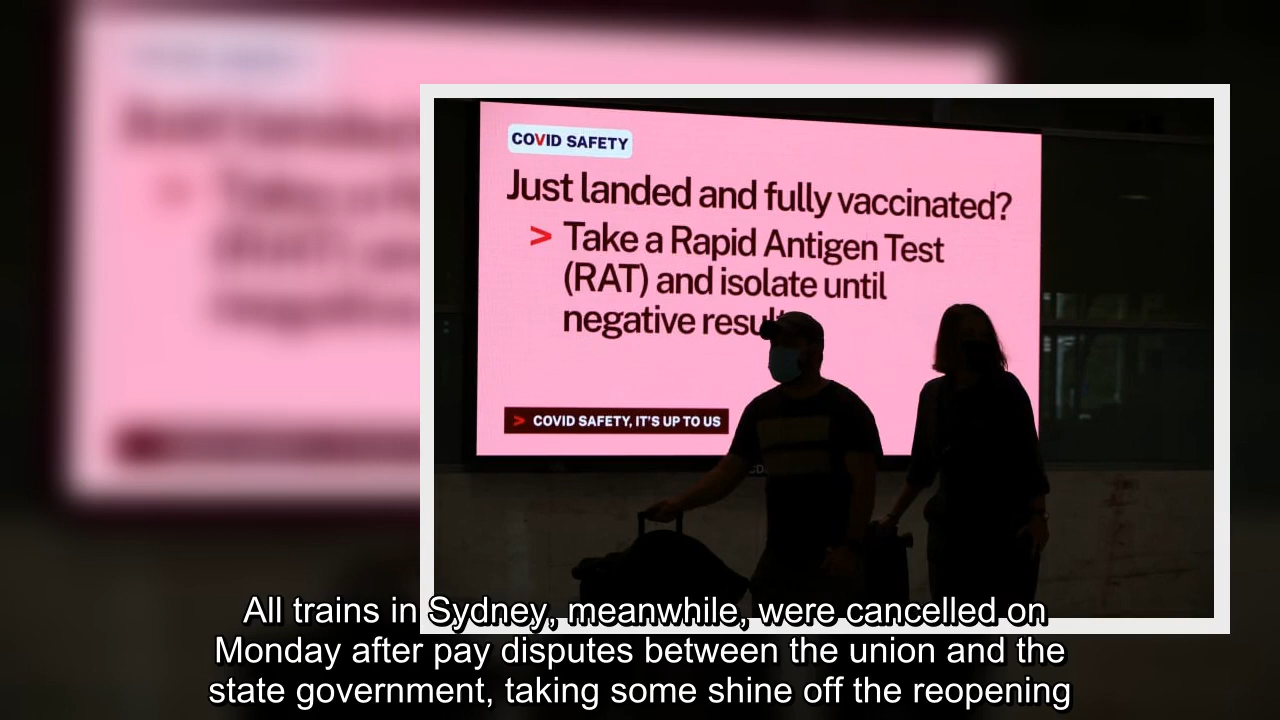 COVID SAFETY
Just landed and fully vaccinated?
> Take a Rapid Antigen Test
(RAT) and isolate until
negative
> COVID SAFETY, IT'S UP TO US
All trains in Sydney, meanwhile, were cancelled on
Monday after pay disputes between the union and the
state government, taking some shine off the reopening